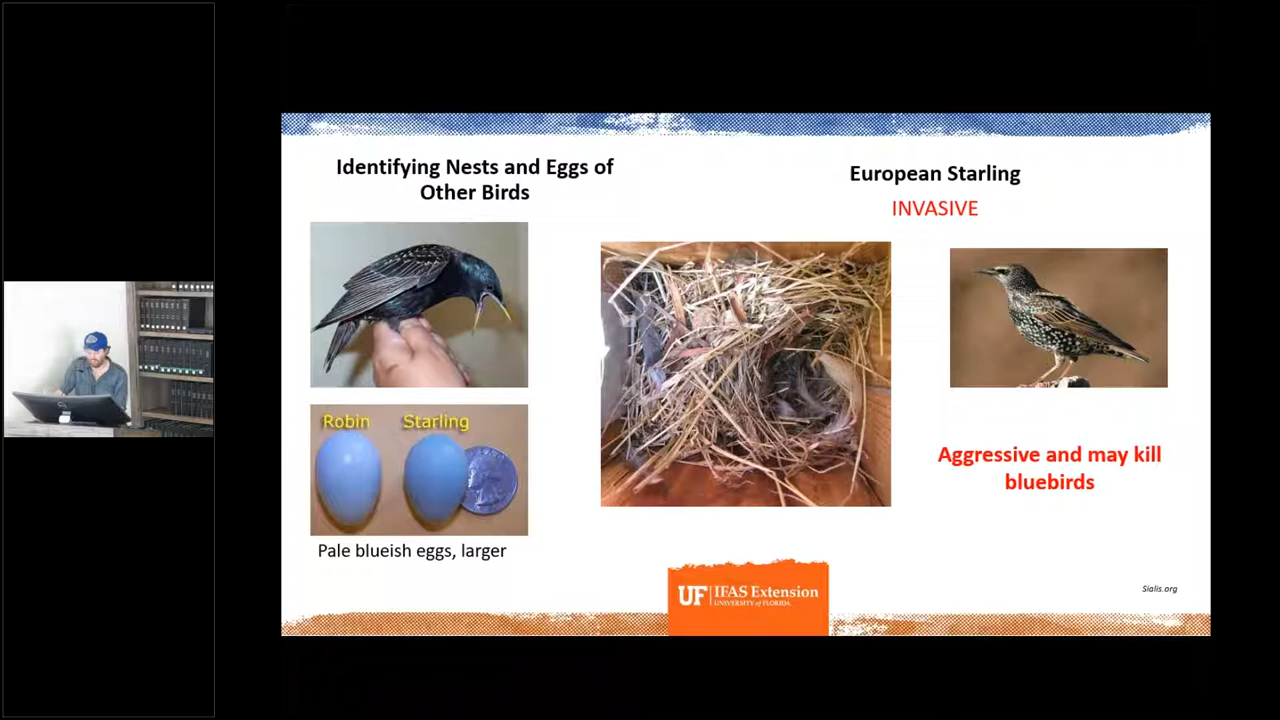 Identifying Nests and Eggs of
Other Birds
European Starling
INVASIVE
Robin Starling
Pale blueish eggs, larger
Aggressive and may kill
bluebirds
UF IFAS Extension
UNIVERSITY of FLORIDA
Sialis.org